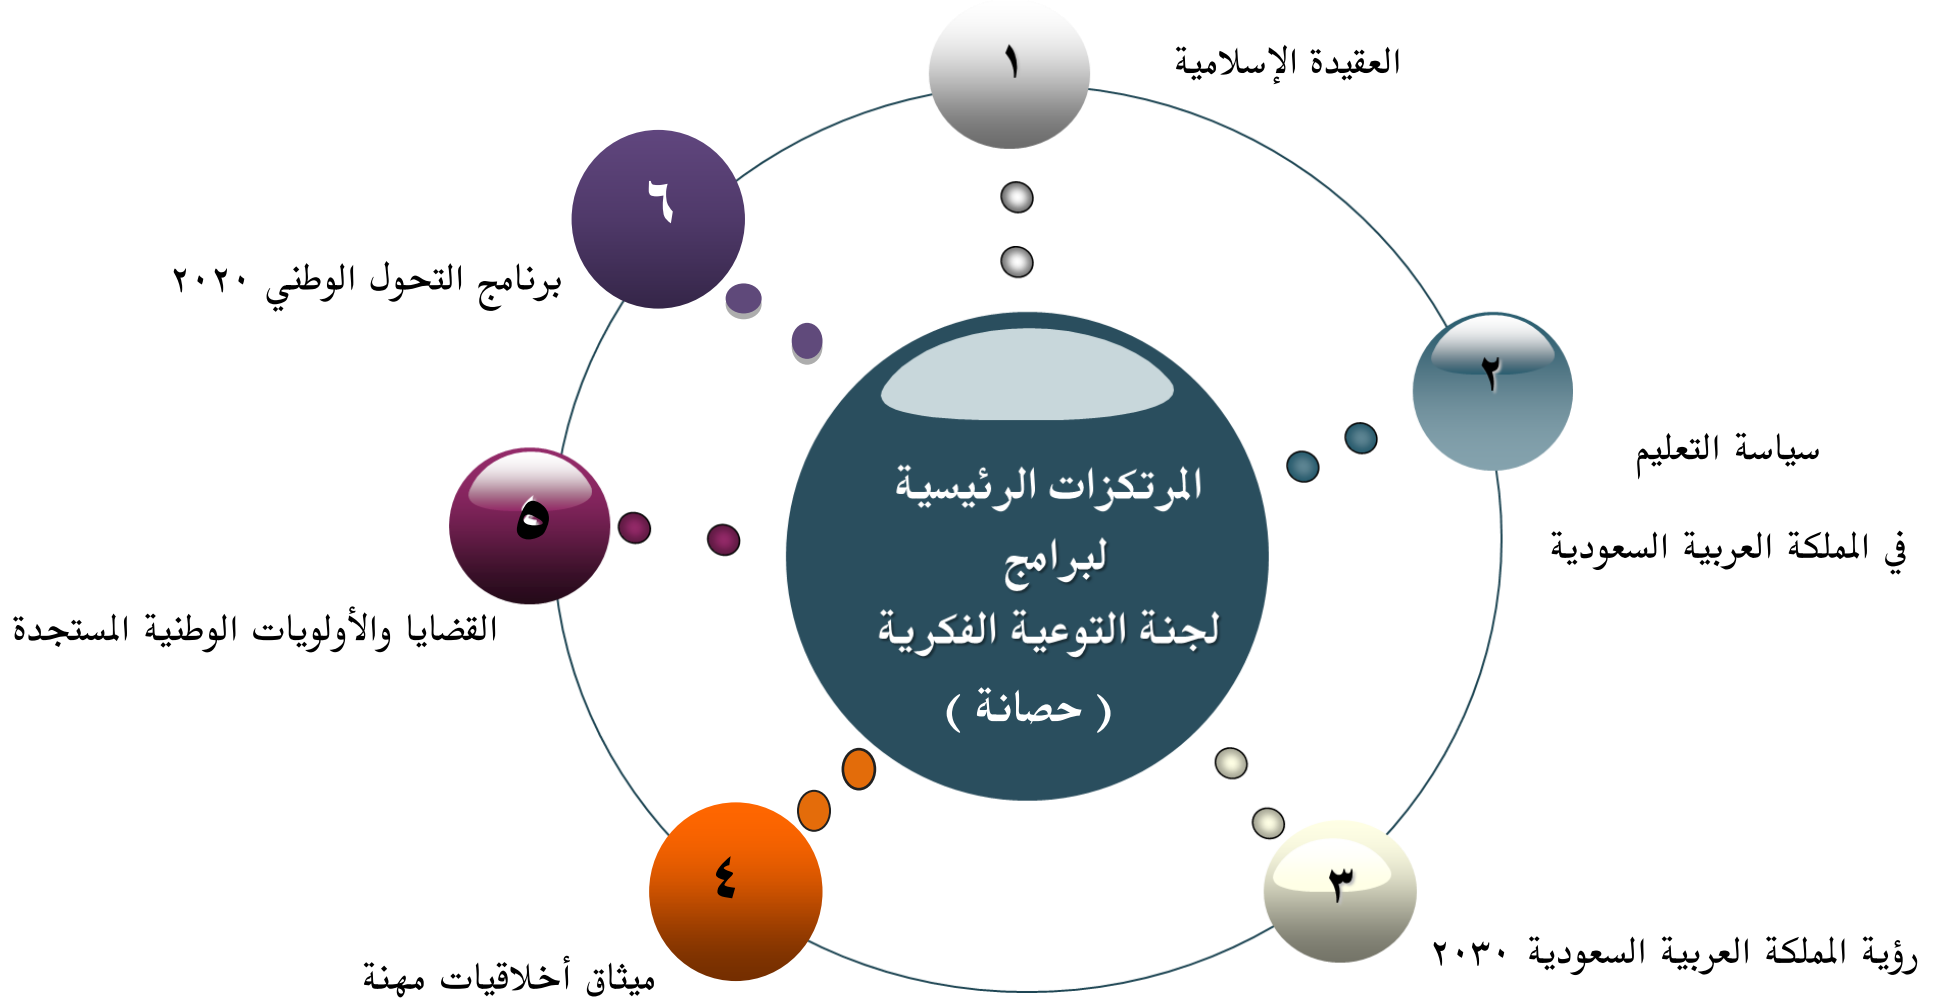 المرتكزات الرئيسية
لبرامج
لجنة التوعية الفكرية
( حصانة )
١
العقيدة الإسلامية
٢
سياسة التعليم
في المملكة العربية السعودية
٣
رؤية المملكة العربية السعودية ٢٠٣٠
٤
ميثاق أخلاقيات مهنة
٥
القضايا والأولويات الوطنية المستجدة
٦
برنامج التحول الوطني ٢٠٢٠